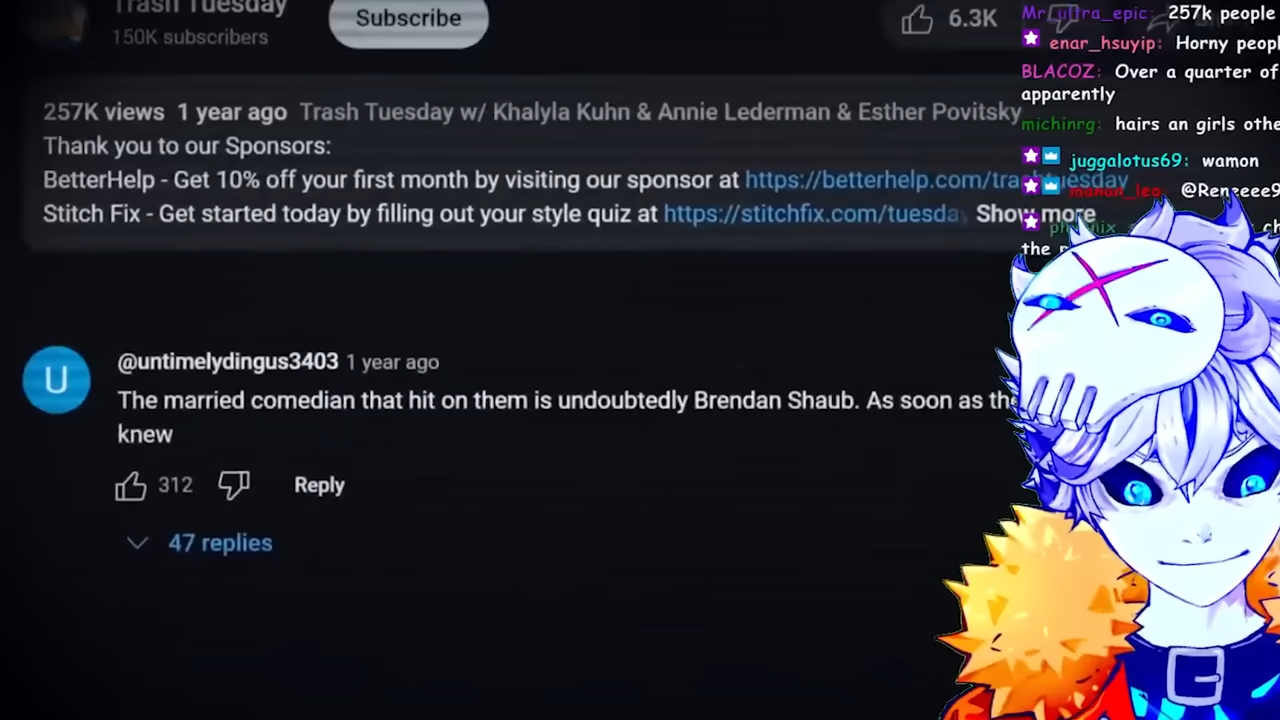 Trash Tuesday
150K subscribers
Subscribe
6.3K
257K views 1 year ago Trash Tuesday w/ Khalyla Kuhn & Annie Lederman & Esther Povitsky
Thank you to our Sponsors:
BetterHelp - Get 10% off your first month by visiting our sponsor at https://betterhelp.com/trashtuesday
Stitch Fix - Get started today by filling out your style quiz at https://stitchfix.com/tuesda Show more
@untimelydingus3403 1 year ago
The married comedian that hit on them is undoubtedly Brendan Shaub. As soon as
knew
312
Reply
47 replies
U
Mr_ultra_epic: 257k people
enar_hsuyip: Horny peopl
BLACOZ: Over a quarter of
apparently
michinrg: hairs an girls othe
juggalotus69: wamon
@Renzeee9
the